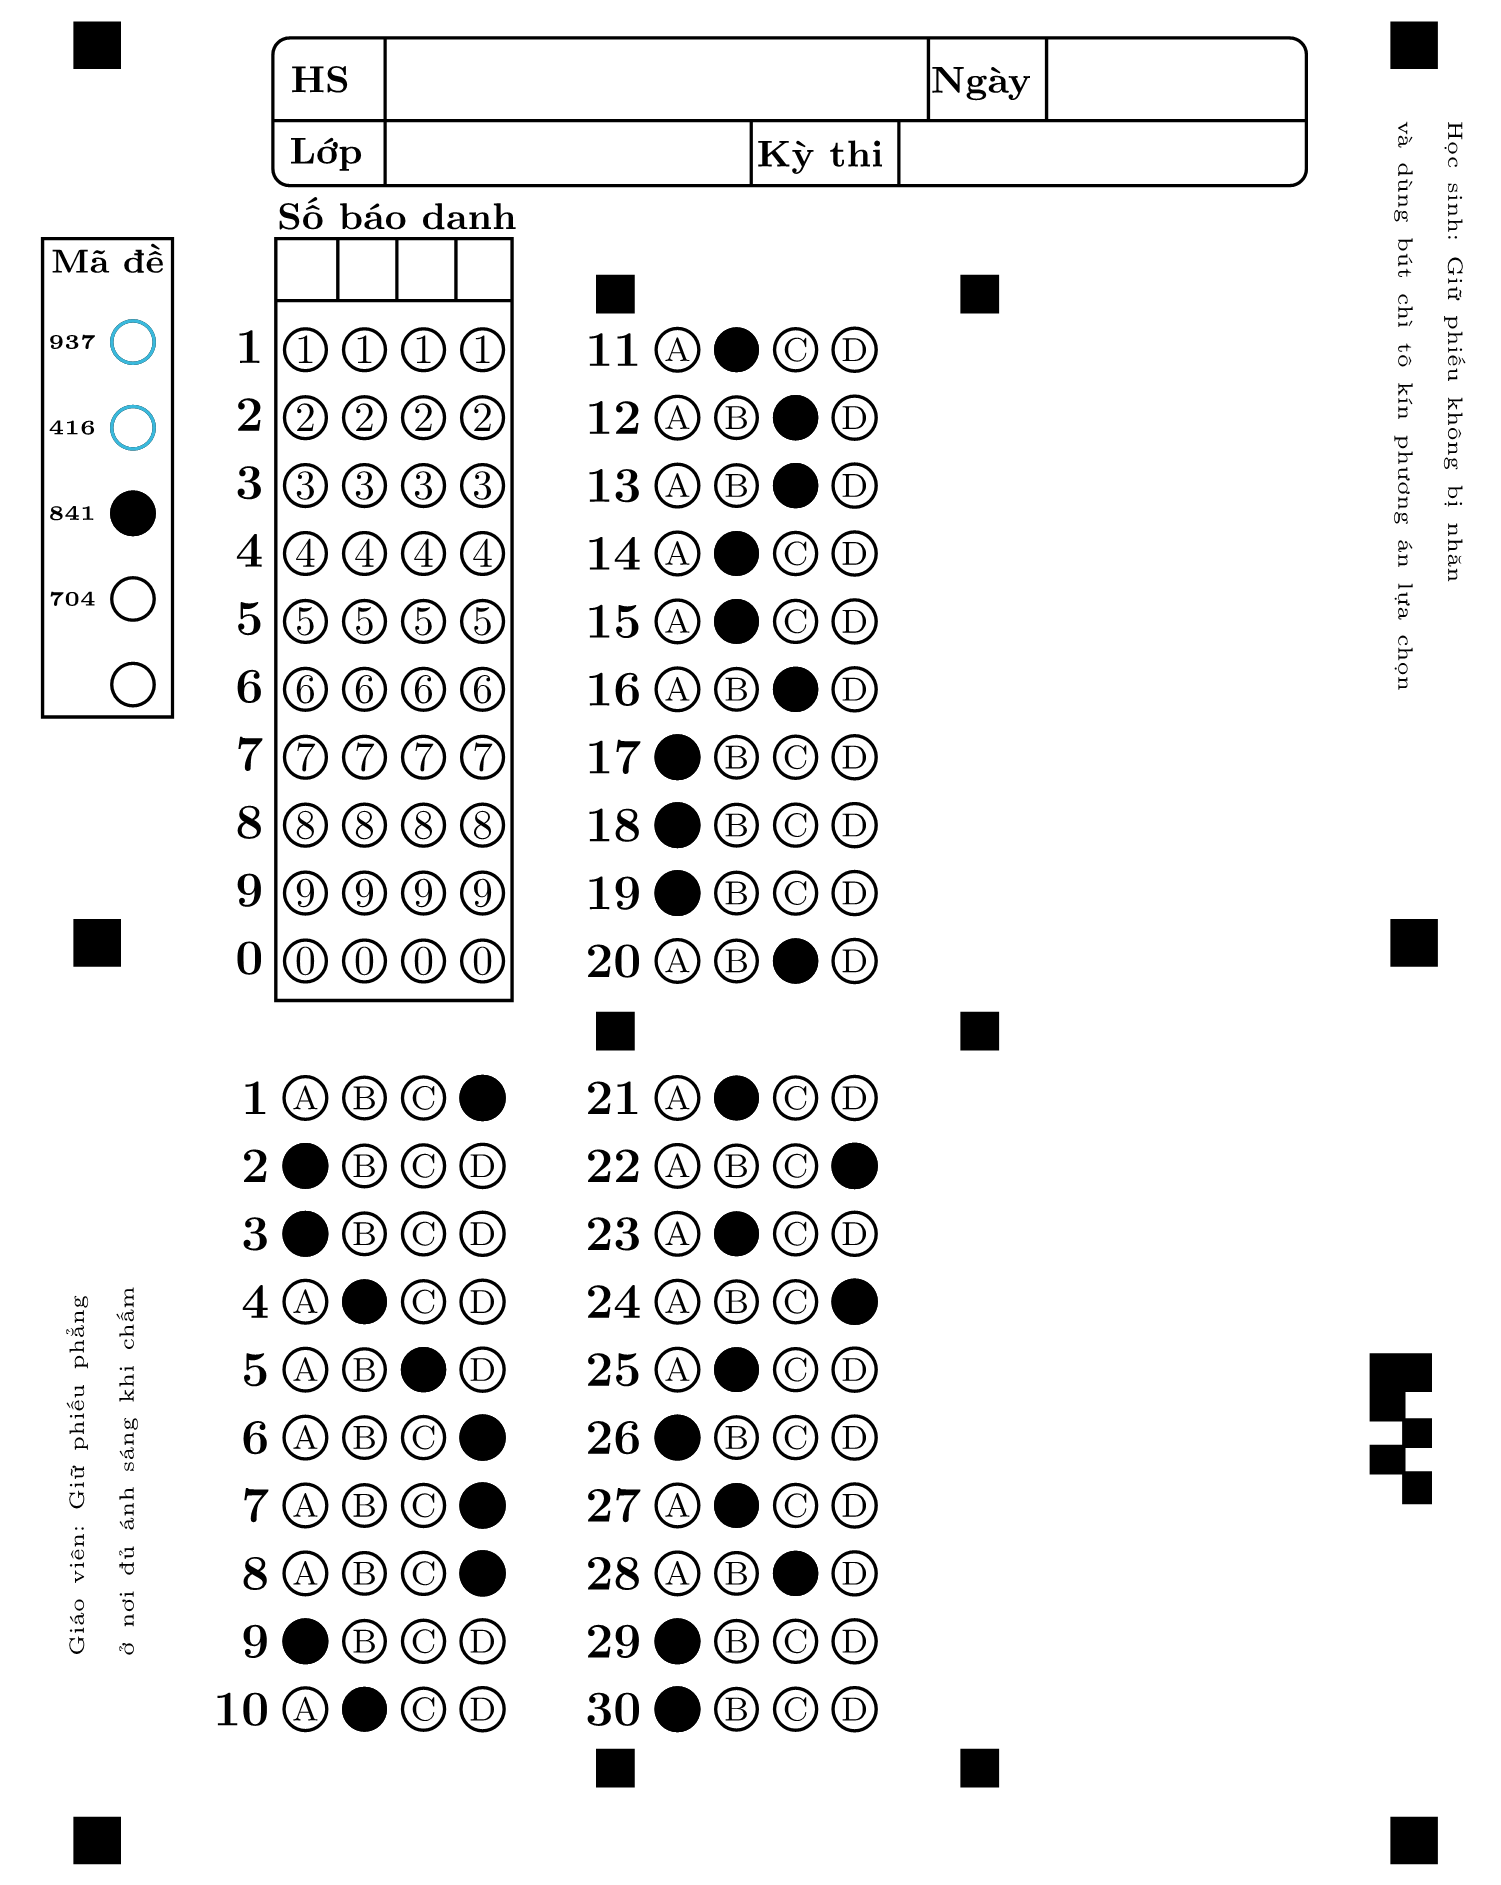 HS Ngày
Lớp Kỳ thi
Số báo danh
Mã đề
937
416
841
704
1 1 1 1 1
2 2 2 2 2
3 3 3 3 3
4 4 4 4 4
5 5 5 5 5
6 6 6 6 6
7 7 7 7 7
8 8 8 8 8
9 9 9 9 9
0 0 0 0 0
11 A C D
12 A B D
13 A B D
14 A C D
15 A C D
16 A B D
17 B C D
18 B C D
19 B C D
20 A B D
1 A B C
2 B C D
3 B C D
4 A C D
5 A B D
6 A B C
7 A B C
8 A B C
9 B C D
10 A C D
21 A C D
22 A B C
23 A C D
24 A B C
25 A C D
26 B C D
27 A C D
28 A B D
29 B C D
30 B C D
Học sinh: Giữ phiếu không bị nhăn
và dùng bút chì tô kín phương án lựa chọn
Giáo viên: Giữ phiếu phẳng
ở nơi đủ ánh sáng khi chấm